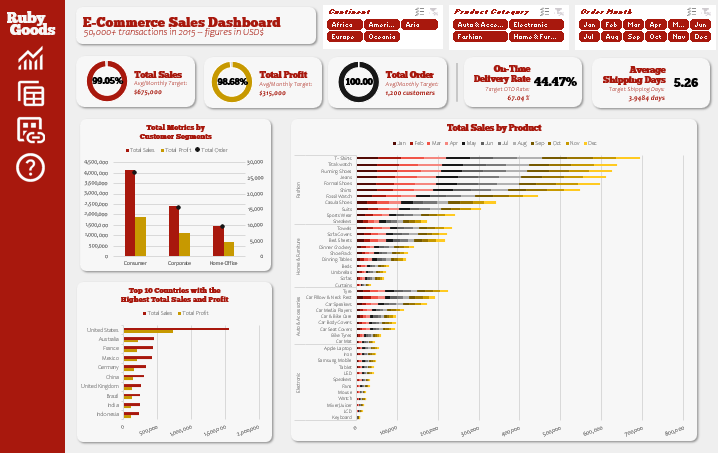 Ruby
Goods
E-Commerce Sales Dashboard
50,000+ transactions in 2015 – figures in USD$
Continent
Africa
Ameri...
Asia
Europe
Oceania
Product Category
Auto & Acceso...
Electronic
Fashion
Home & Fur...
Order Month
Jan
Feb
Mar
Apr
M...
Jun
Jul
Aug
Sep
Oct
Nov
Dec
99.05%
Total Sales
Avg/Monthly Target:
$675,000
98.68%
Total Profit
Avg/Monthly Target:
$315,000
100.00
Total Order
Avg/Monthly Target:
1,200 customers
On-Time
Delivery Rate
Target OTD Rate:
67.04%
44.47%
Average
Shipping Days
Target Shipping Days:
3.9484 days
5.26
Total Metrics by
Customer Segments
Total Sales
Total Profit
Total Order
4,500,000
4,000,000
3,500,000
3,000,000
2,500,000
2,000,000
1,500,000
1,000,000
500,000
0
30,000
25,000
20,000
15,000
10,000
5,000
0
Consumer
Corporate
Home Office
Top 10 Countries with the
Highest Total Sales and Profit
Total Sales
Total Profit
United States
Australia
France
Mexico
Germany
China
United Kingdom
Brazil
India
Indonesia
0
500,000
1,000,000
1,500,000
2,000,000
Total Sales by Product
Jan
Feb
Mar
Apr
May
Jun
Jul
Aug
Sep
Oct
Nov
Dec
Fashion
T - Shirts
Titak watch
Running Shoes
Jeans
Formal Shoes
Shirts
Fossil Watch
Casula Shoes
Suits
Sports Wear
Sneakers
Home & Furniture
Towels
Sofa Covers
Bed Sheets
Dinner Crockery
Shoe Rack
Dinning Tables
Beds
Umbrellas
Sofas
Curtains
Auto & Accessories
Tyre
Car Pillow & Neck Rest
Car Speakers
Car Media Players
Car & Bike Care
Car Body Covers
Car Seat Covers
Bike Tyres
Car Mat
Electronic
Apple Laptop
Iron
Samsung Mobile
Tablet
LED
Speakers
Fans
Mouse
Watch
Mixer/Juicer
LCD
Keyboard
0
100,000
200,000
300,000
400,000
500,000
600,000
700,000
800,000